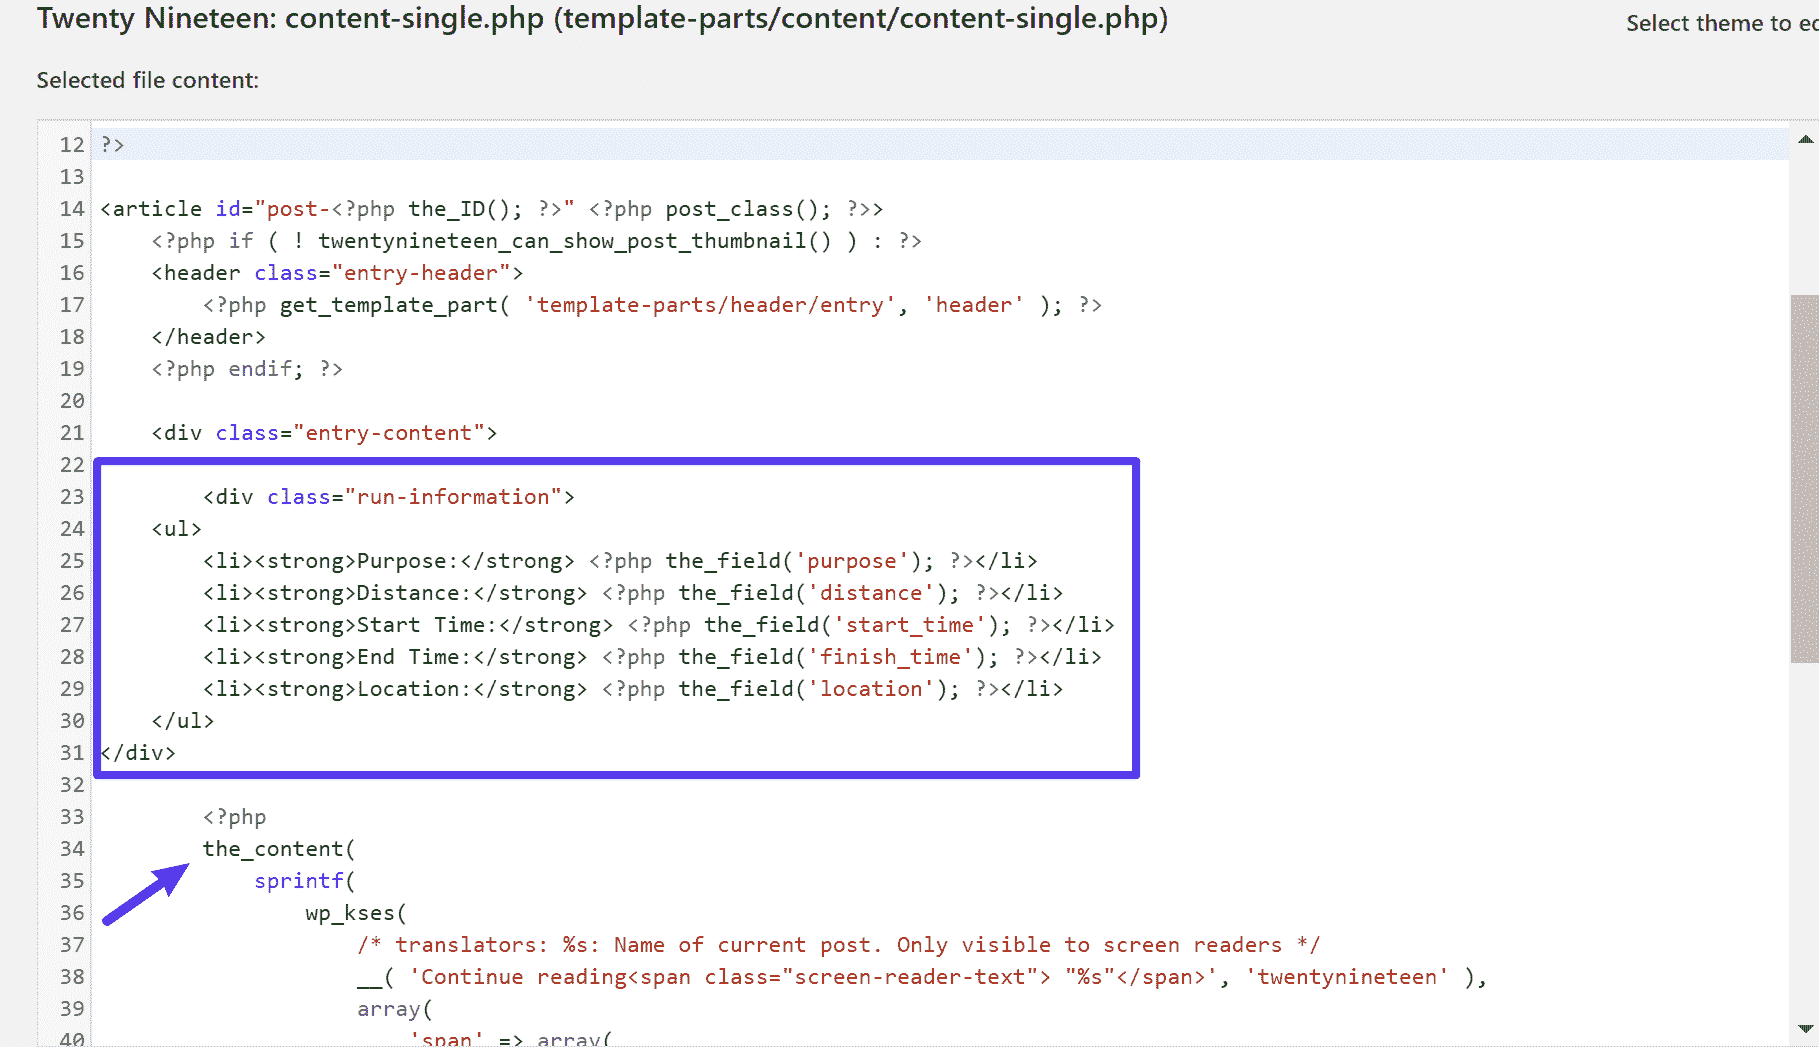 Twenty Nineteen: content-single.php (template-parts/content/content-single.php)
Select theme to
Selected file content:
12 ?>
13
14 <article id="post-<?php the_ID(); ?>" <?php post_class(); ?>>
15     <?php if ( ! twentynineteen_can_show_post_thumbnail() ) : ?>
16     <header class="entry-header">
17         <?php get_template_part( 'template-parts/header/entry', 'header' ); ?>
18     </header>
19     <?php endif; ?>
20
21     <div class="entry-content">
22
23         <div class="run-information">
24     <ul>
25         <li><strong>Purpose:</strong> <?php the_field('purpose'); ?></li>
26         <li><strong>Distance:</strong> <?php the_field('distance'); ?></li>
27         <li><strong>Start Time:</strong> <?php the_field('start_time'); ?></li>
28         <li><strong>End Time:</strong> <?php the_field('finish_time'); ?></li>
29         <li><strong>Location:</strong> <?php the_field('location'); ?></li>
30     </ul>
31 </div>
32
33         <?php
34         the_content(
35             sprintf(
36                 wp_kses(
37                     /* translators: %s: Name of current post. Only visible to screen readers */
38                     __( 'Continue reading<span class="screen-reader-text"> "%s"</span>', 'twentynineteen' ),
39                     array(
40                         'span' => array(